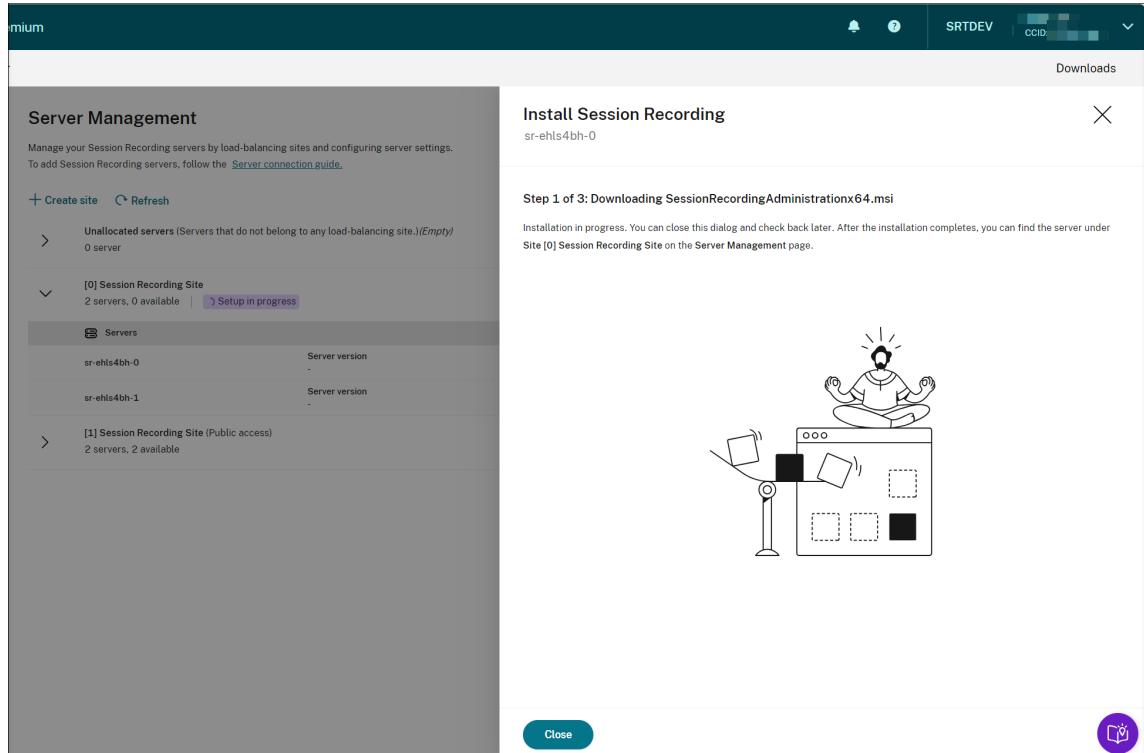 emium
SRTDEV
CCID:
Downloads
Server Management
Manage your Session Recording servers by load-balancing sites and configuring server settings.
To add Session Recording servers, follow the Server connection guide.
Create site Refresh
Unallocated servers (Servers that do not belong to any load-balancing site.)(Empty)
0 server
[0] Session Recording Site
2 servers, 0 available Setup in progress
Servers
sr-ehls4bh-0 Server version
-
sr-ehls4bh-1 Server version
-
[1] Session Recording Site (Public access)
2 servers, 2 available
Install Session Recording
sr-ehls4bh-0
Step 1 of 3: Downloading SessionRecordingAdministrationx64.msi
Installation in progress. You can close this dialog and check back later. After the installation completes, you can find the server under
Site [0] Session Recording Site on the Server Management page.
Close